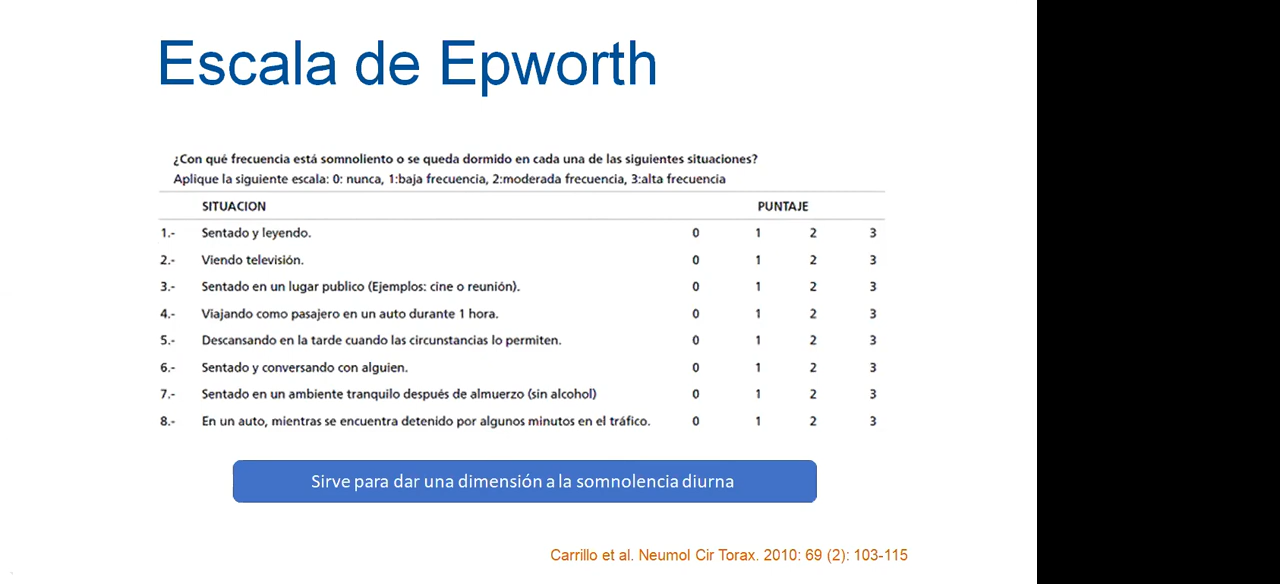 Escala de Epworth
¿Con qué frecuencia está somnoliento o se queda dormido en cada una de las siguientes situaciones?
Aplique la siguiente escala: 0: nunca, 1:baja frecuencia, 2:moderada frecuencia, 3:alta frecuencia
SITUACION PUNTAJE
1.- Sentado y leyendo. 0 1 2 3
2.- Viendo televisión. 0 1 2 3
3.- Sentado en un lugar publico (Ejemplos: cine o reunión). 0 1 2 3
4.- Viajando como pasajero en un auto durante 1 hora. 0 1 2 3
5.- Descansando en la tarde cuando las circunstancias lo permiten. 0 1 2 3
6.- Sentado y conversando con alguien. 0 1 2 3
7.- Sentado en un ambiente tranquilo después de almuerzo (sin alcohol) 0 1 2 3
8.- En un auto, mientras se encuentra detenido por algunos minutos en el tráfico. 0 1 2 3
Sirve para dar una dimensión a la somnolencia diurna
Carrillo et al. Neumol Cir Torax. 2010: 69 (2): 103-115